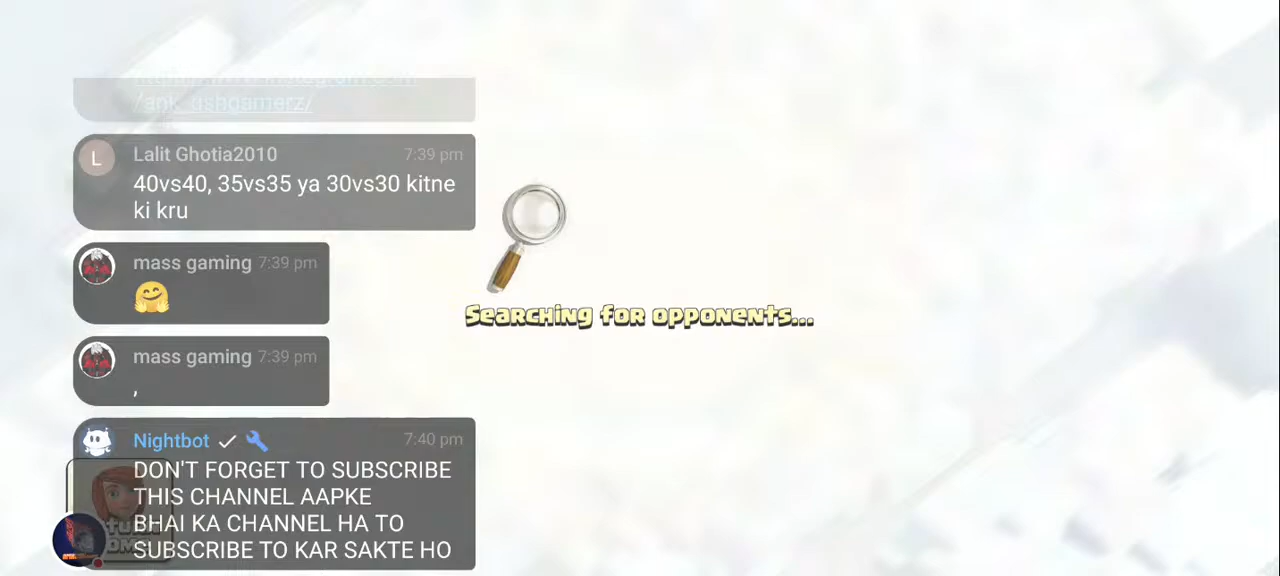 /ank_gshgamerz/
Lalit Ghotia2010 7:39 pm
40vs40, 35vs35 ya 30vs30 kitne
ki kru
mass gaming 7:39 pm
mass gaming 7:39 pm
,
Nightbot 7:40 pm
DON'T FORGET TO SUBSCRIBE
THIS CHANNEL AAPKE
BHAI KA CHANNEL HA TO
SUBSCRIBE TO KAR SAKTE HO
Searching for opponents...